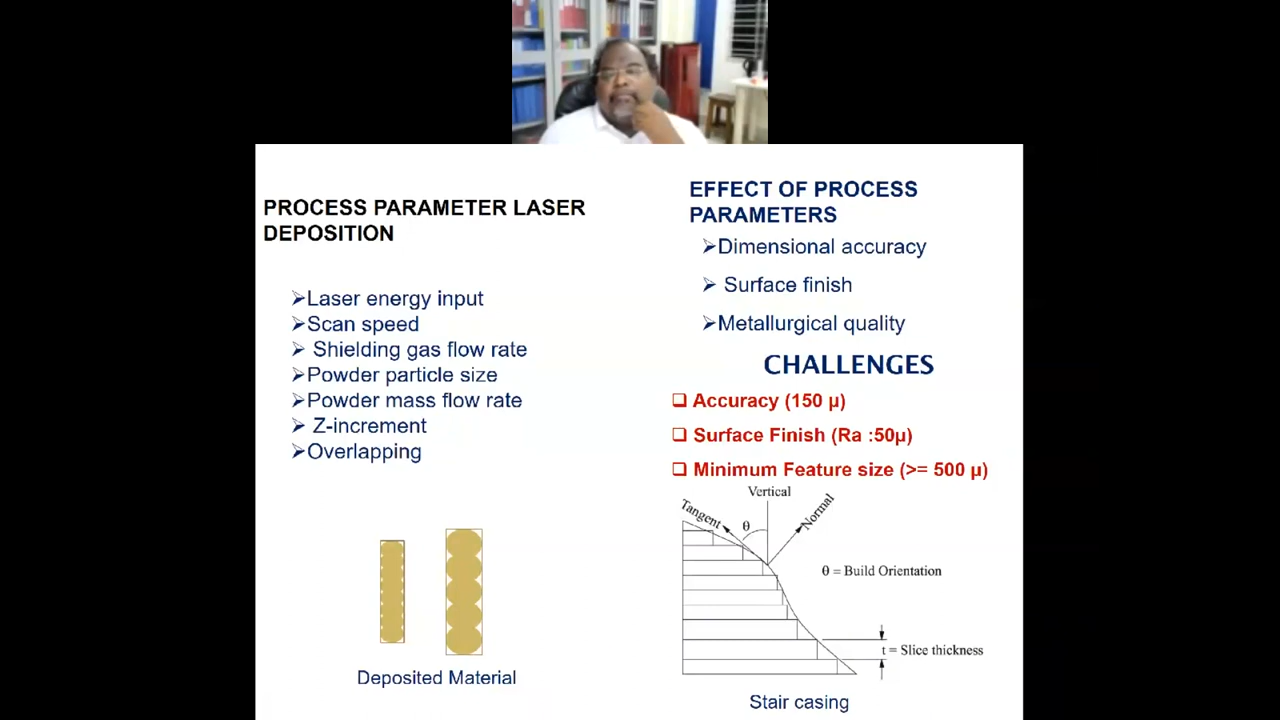 PROCESS PARAMETER LASER
DEPOSITION
➢Laser energy input
➢Scan speed
➢ Shielding gas flow rate
➢Powder particle size
➢Powder mass flow rate
➢ Z-increment
➢Overlapping
Deposited Material
EFFECT OF PROCESS
PARAMETERS
➢Dimensional accuracy
➢ Surface finish
➢Metallurgical quality
CHALLENGES
❑ Accuracy (150 µ)
❑ Surface Finish (Ra :50µ)
❑ Minimum Feature size (>= 500 µ)
Vertical
Tangent
θ
Normal
θ = Build Orientation
t = Slice thickness
Stair casing